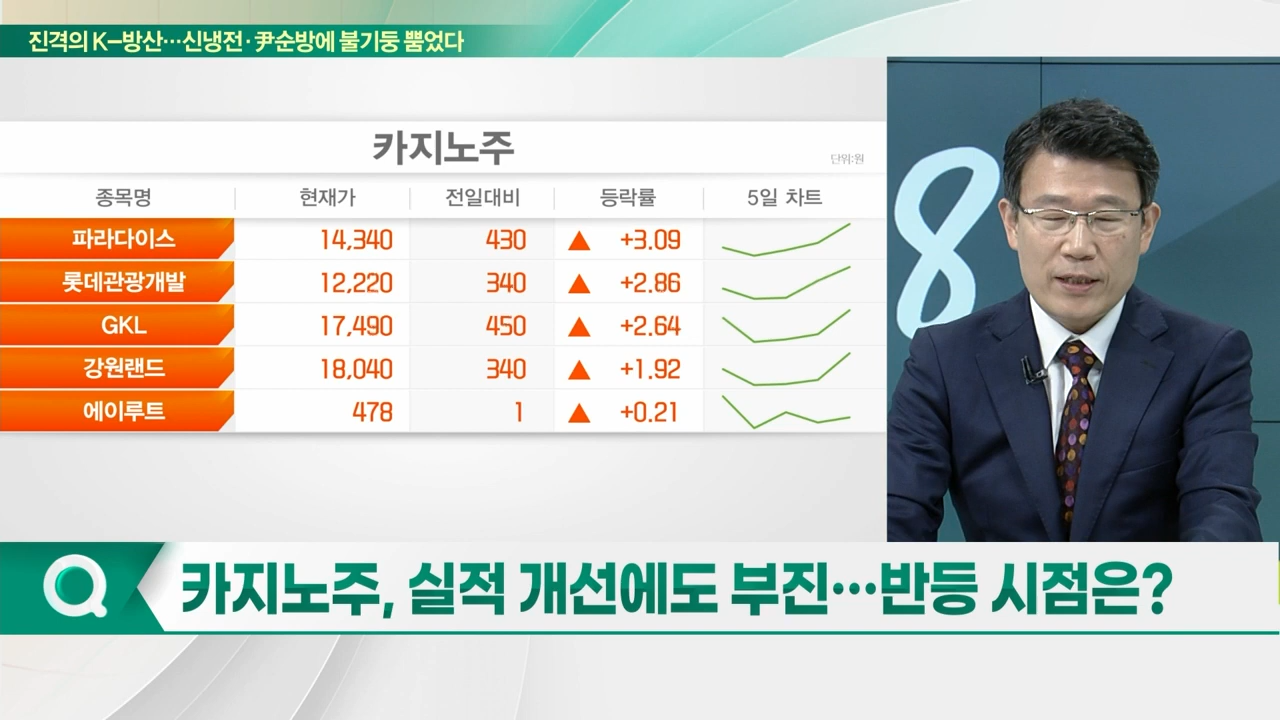 진격의 K-방산…신냉전·尹순방에 불기둥 뿜었다
카지노주
단위:원
종목명 현재가 전일대비 등락률 5일 차트
파라다이스 14,340 430 ▲ +3.09
롯데관광개발 12,220 340 ▲ +2.86
GKL 17,490 450 ▲ +2.64
강원랜드 18,040 340 ▲ +1.92
에이루트 478 1 ▲ +0.21
8
Q 카지노주, 실적 개선에도 부진…반등 시점은?